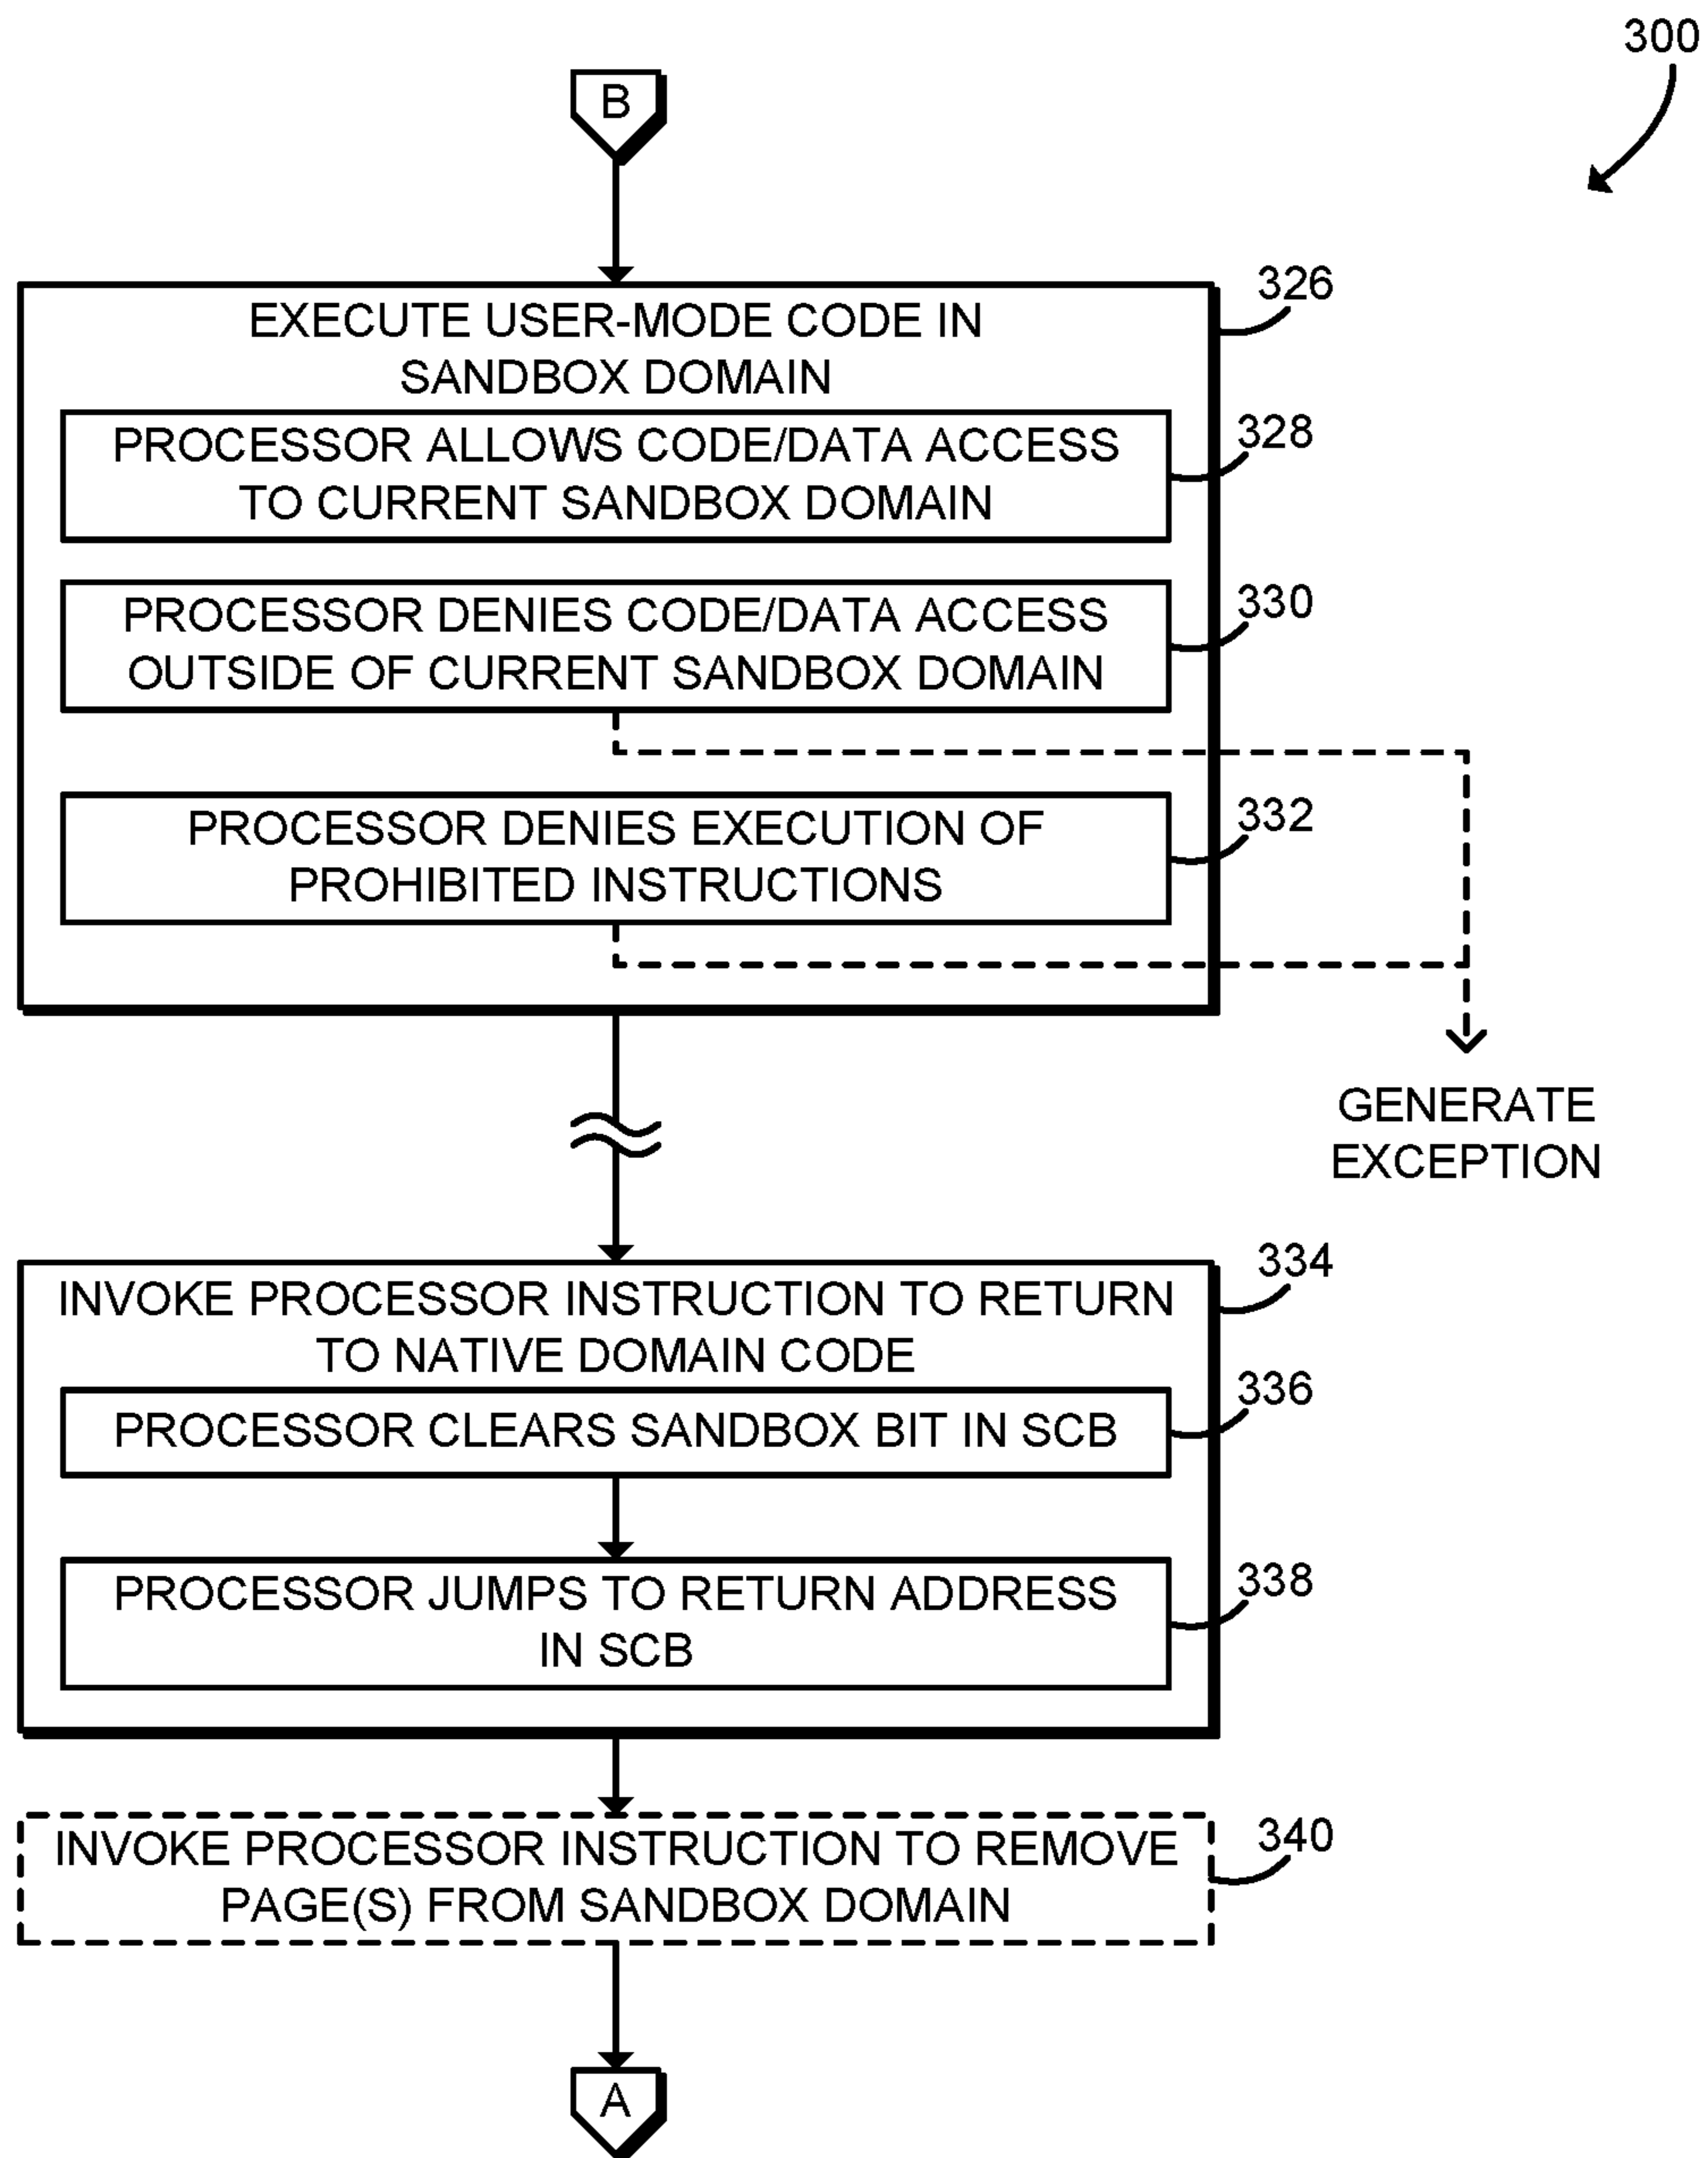 300
B
326
EXECUTE USER-MODE CODE IN
SANDBOX DOMAIN
328
PROCESSOR ALLOWS CODE/DATA ACCESS
TO CURRENT SANDBOX DOMAIN
330
PROCESSOR DENIES CODE/DATA ACCESS
OUTSIDE OF CURRENT SANDBOX DOMAIN
332
PROCESSOR DENIES EXECUTION OF
PROHIBITED INSTRUCTIONS
GENERATE
EXCEPTION
334
INVOKE PROCESSOR INSTRUCTION TO RETURN
TO NATIVE DOMAIN CODE
336
PROCESSOR CLEARS SANDBOX BIT IN SCB
338
PROCESSOR JUMPS TO RETURN ADDRESS
IN SCB
340
INVOKE PROCESSOR INSTRUCTION TO REMOVE
PAGE(S) FROM SANDBOX DOMAIN
A